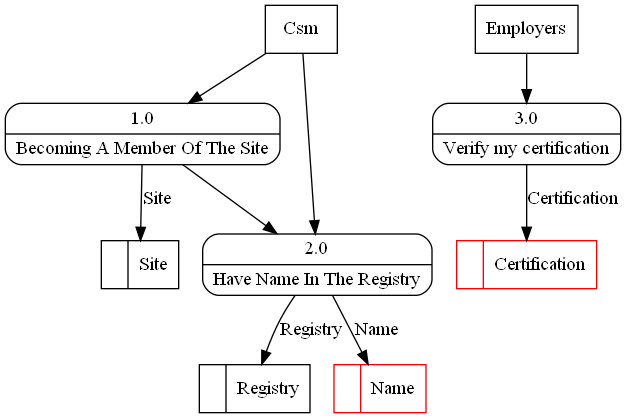 Csm
Employers
1.0
Becoming A Member Of The Site
3.0
Verify my certification
Site
Certification
Site
2.0
Have Name In The Registry
Certification
Registry
Name
Registry
Name